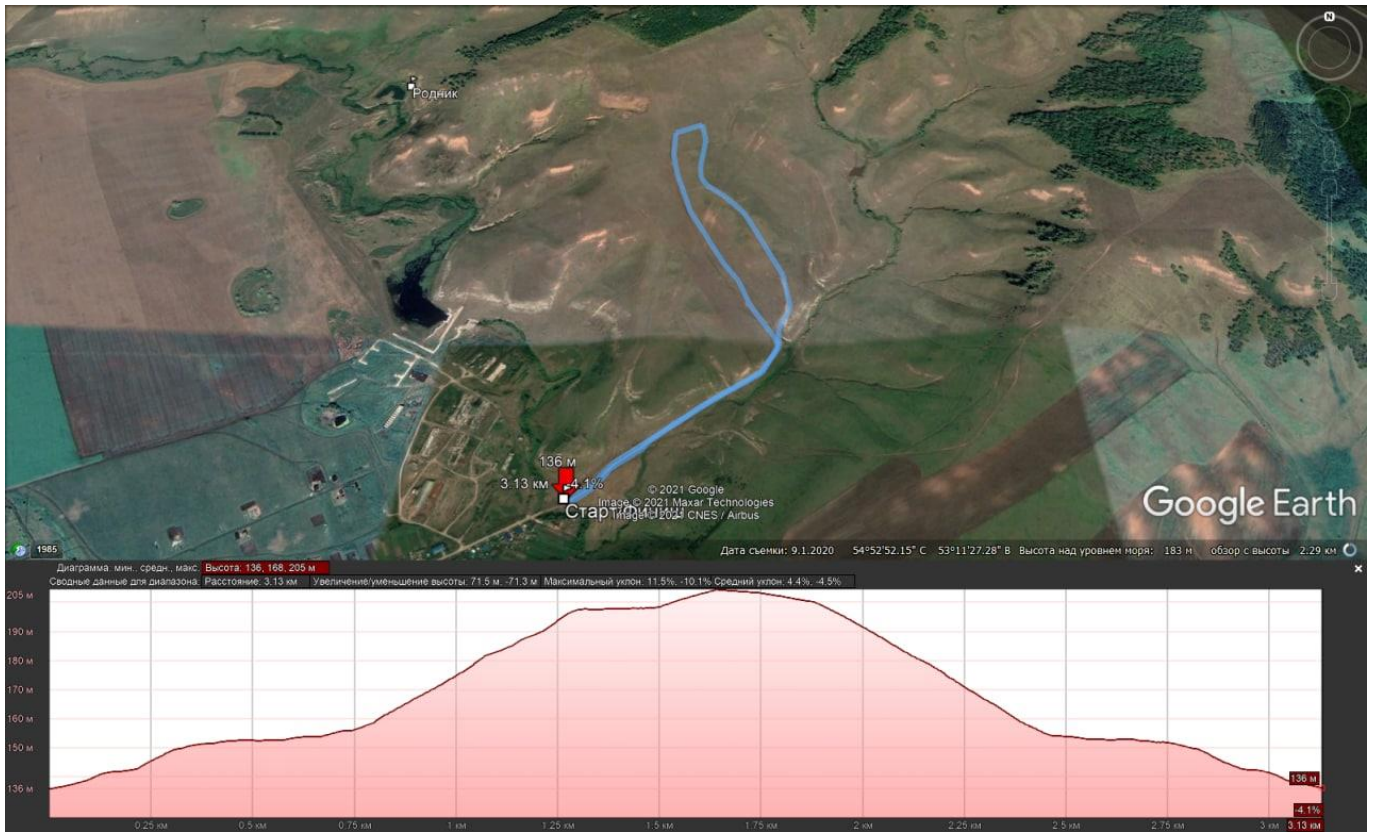 N
Родник
136 м
3.13 км -4.1%
© 2021 Google
Image © 2021 Maxar Technologies
Image © 2021 CNES / Airbus
Старт/Финиш
Google Earth
1985
Дата съемки: 9.1.2020 54°52'52.15" С 53°11'27.28" В Высота над уровнем моря: 183 м обзор с высоты 2.29 км
Диаграмма: мин., средн., макс. Высота: 136, 168, 205 м
Сводные данные для диапазона: Расстояние: 3.13 км Увеличение/уменьшение высоты: 71.5 м, -71.3 м Максимальный уклон: 11.5%, -10.1% Средний уклон: 4.4%, -4.5%
205 м
190 м
180 м
170 м
160 м
150 м
136 м
136 м
-4.1%
0.25 км 0.5 км 0.75 км 1 км 1.25 км 1.5 км 1.75 км 2 км 2.25 км 2.5 км 2.75 км 3 км 3.13 км